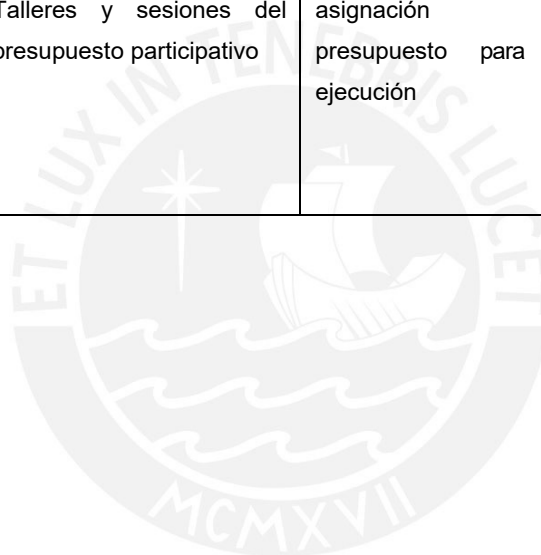 Talleres y sesiones del
presupuesto participativo
asignación
presupuesto para
ejecución
ET LUX IN TENEBRIS LUCET
MCMXVII